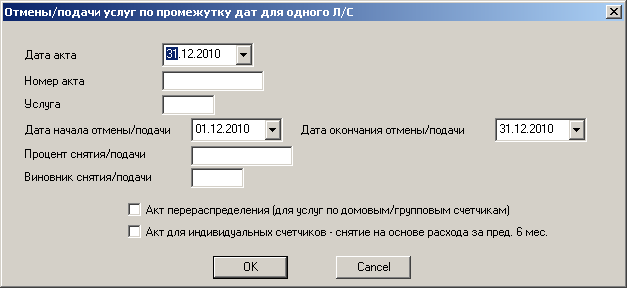 Отмены/подачи услуг по промежутку дат для одного Л/С
Дата акта 31.12.2010
Номер акта
Услуга
Дата начала отмены/подачи 01.12.2010 Дата окончания отмены/подачи 31.12.2010
Процент снятия/подачи
Виновник снятия/подачи
Акт перераспределения (для услуг по домовым/групповым счетчикам)
Акт для индивидуальных счетчиков - снятие на основе расхода за пред. 6 мес.
OK Cancel